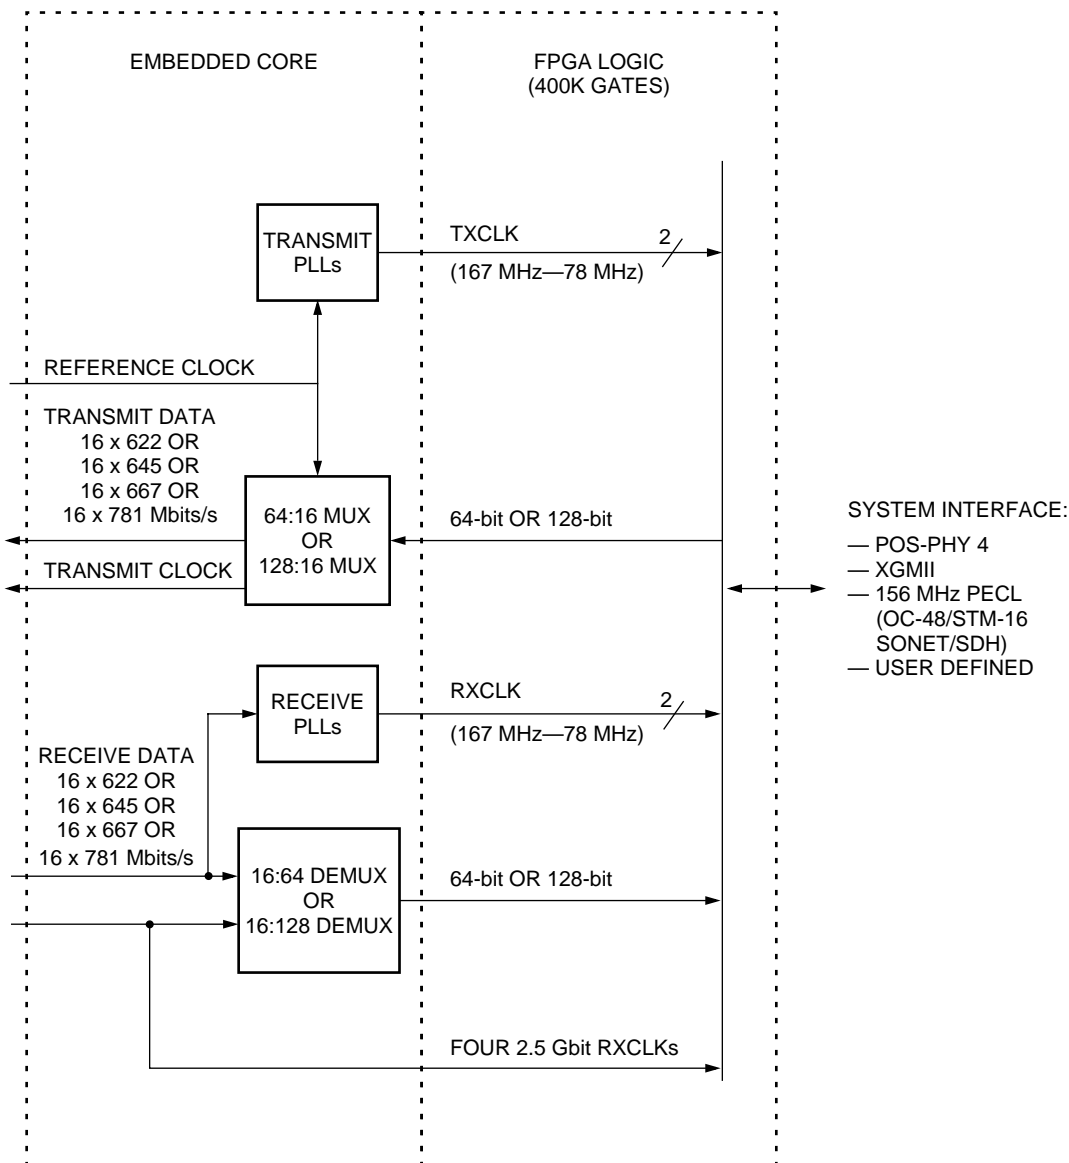 EMBEDDED CORE
FPGA LOGIC
(400K GATES)
TRANSMIT
PLLs
TXCLK
2
(167 MHz—78 MHz)
REFERENCE CLOCK
TRANSMIT DATA
16 x 622 OR
16 x 645 OR
16 x 667 OR
16 x 781 Mbits/s
TRANSMIT CLOCK
64:16 MUX
OR
128:16 MUX
64-bit OR 128-bit
SYSTEM INTERFACE:
— POS-PHY 4
— XGMII
— 156 MHz PECL
(OC-48/STM-16
SONET/SDH)
— USER DEFINED
RECEIVE
PLLs
RXCLK
2
(167 MHz—78 MHz)
RECEIVE DATA
16 x 622 OR
16 x 645 OR
16 x 667 OR
16 x 781 Mbits/s
16:64 DEMUX
OR
16:128 DEMUX
64-bit OR 128-bit
FOUR 2.5 Gbit RXCLKs